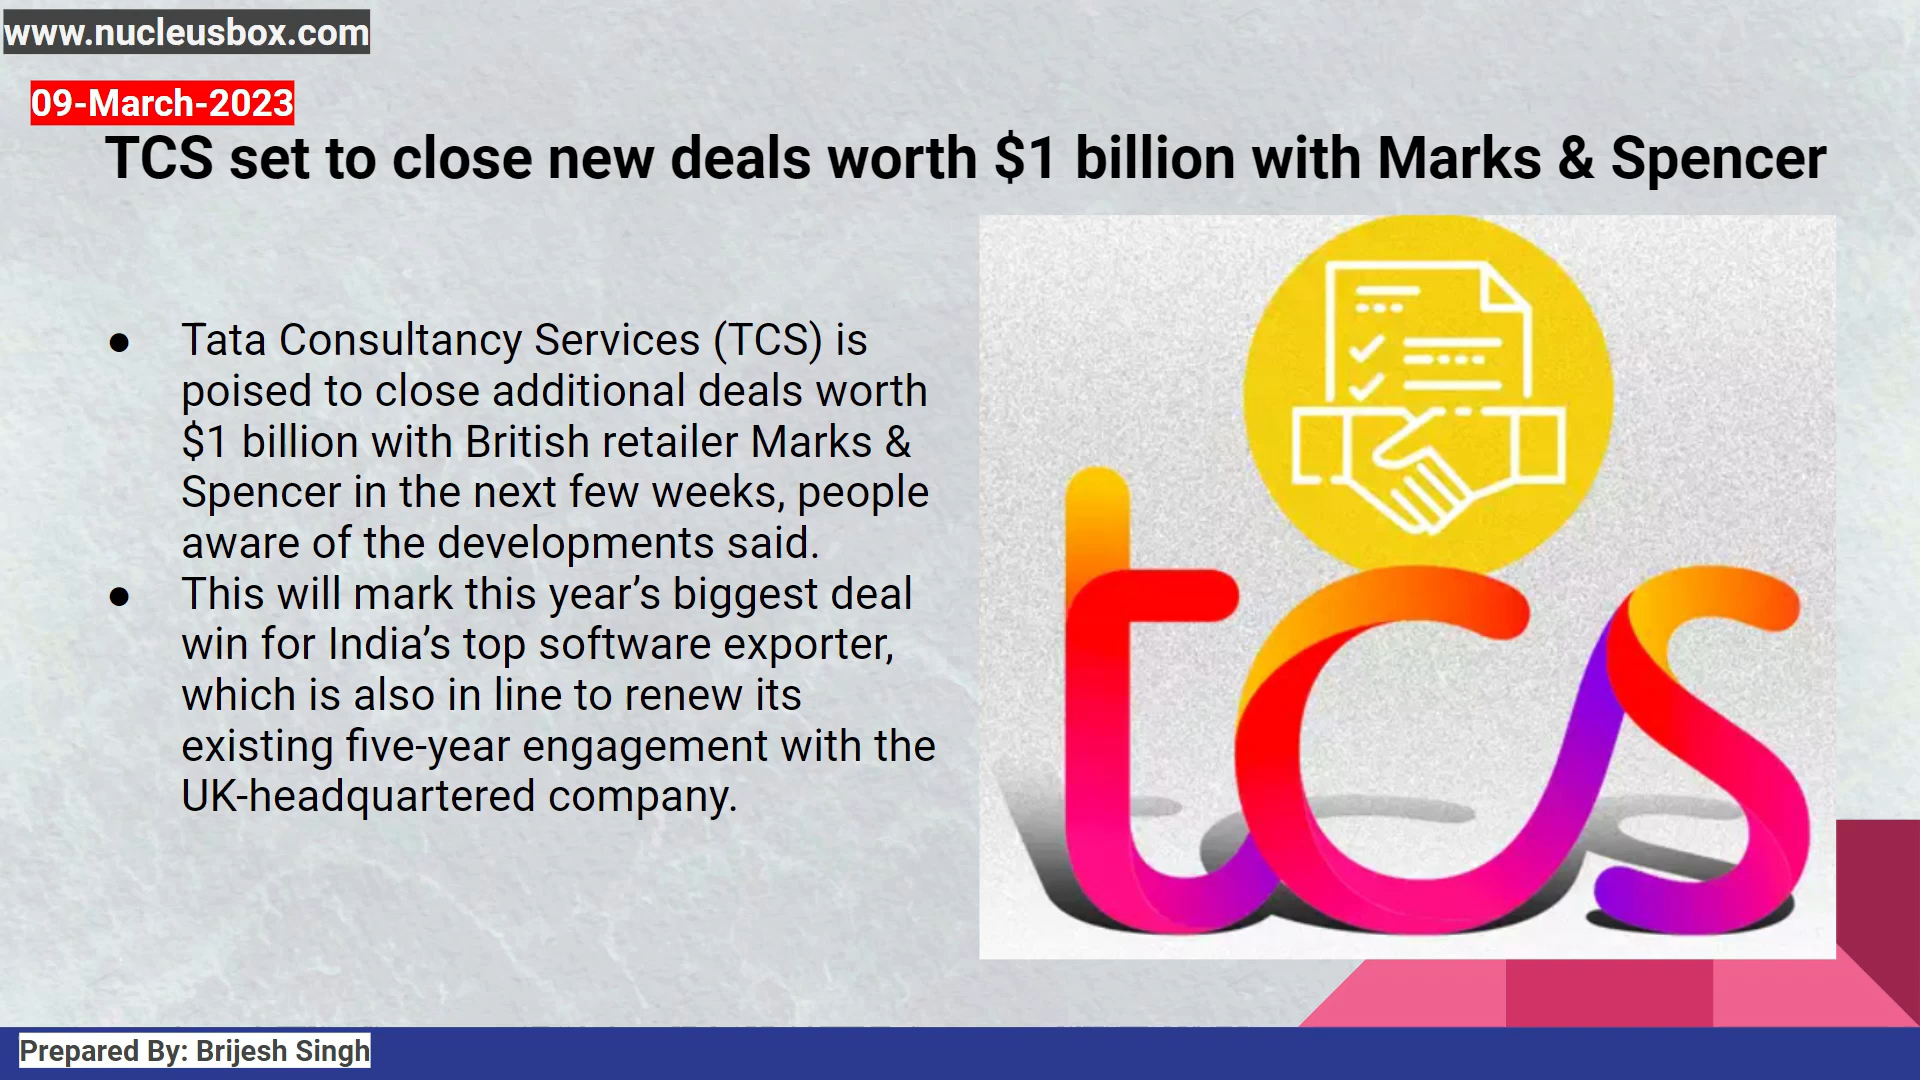 www.nucleusbox.com
09-March-2023
TCS set to close new deals worth $1 billion with Marks & Spencer
● Tata Consultancy Services (TCS) is
poised to close additional deals worth
$1 billion with British retailer Marks &
Spencer in the next few weeks, people
aware of the developments said.
● This will mark this year’s biggest deal
win for India’s top software exporter,
which is also in line to renew its
existing five-year engagement with the
UK-headquartered company.
tcs
Prepared By: Brijesh Singh